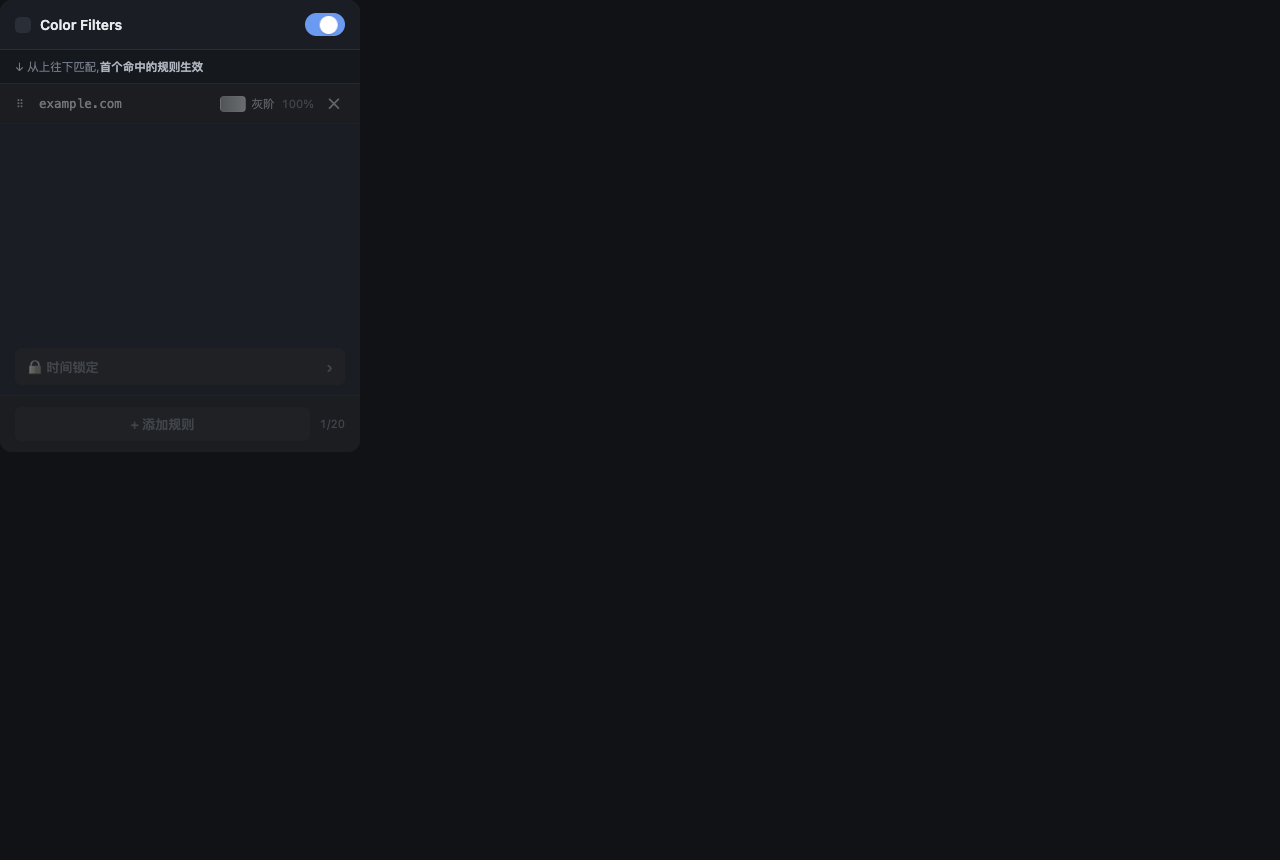 Color Filters
↓ 从上往下匹配,首个命中的规则生效
example.com 灰阶 100% ✕
🔒 时间锁定 ›
+ 添加规则 1/20